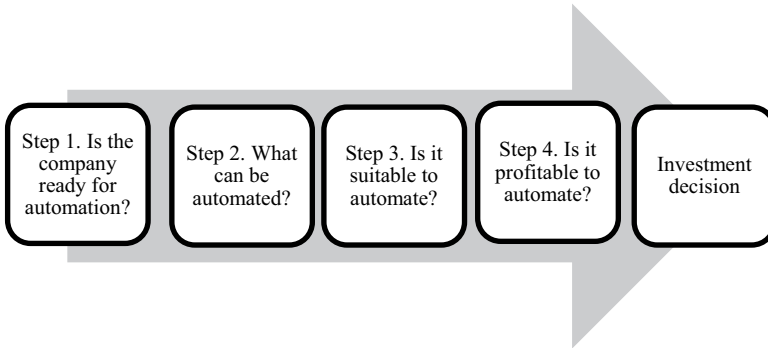 Step 1. Is the
company
ready for
automation?
Step 2. What
can be
automated?
Step 3. Is it
suitable to
automate?
Step 4. Is it
profitable to
automate?
Investment
decision